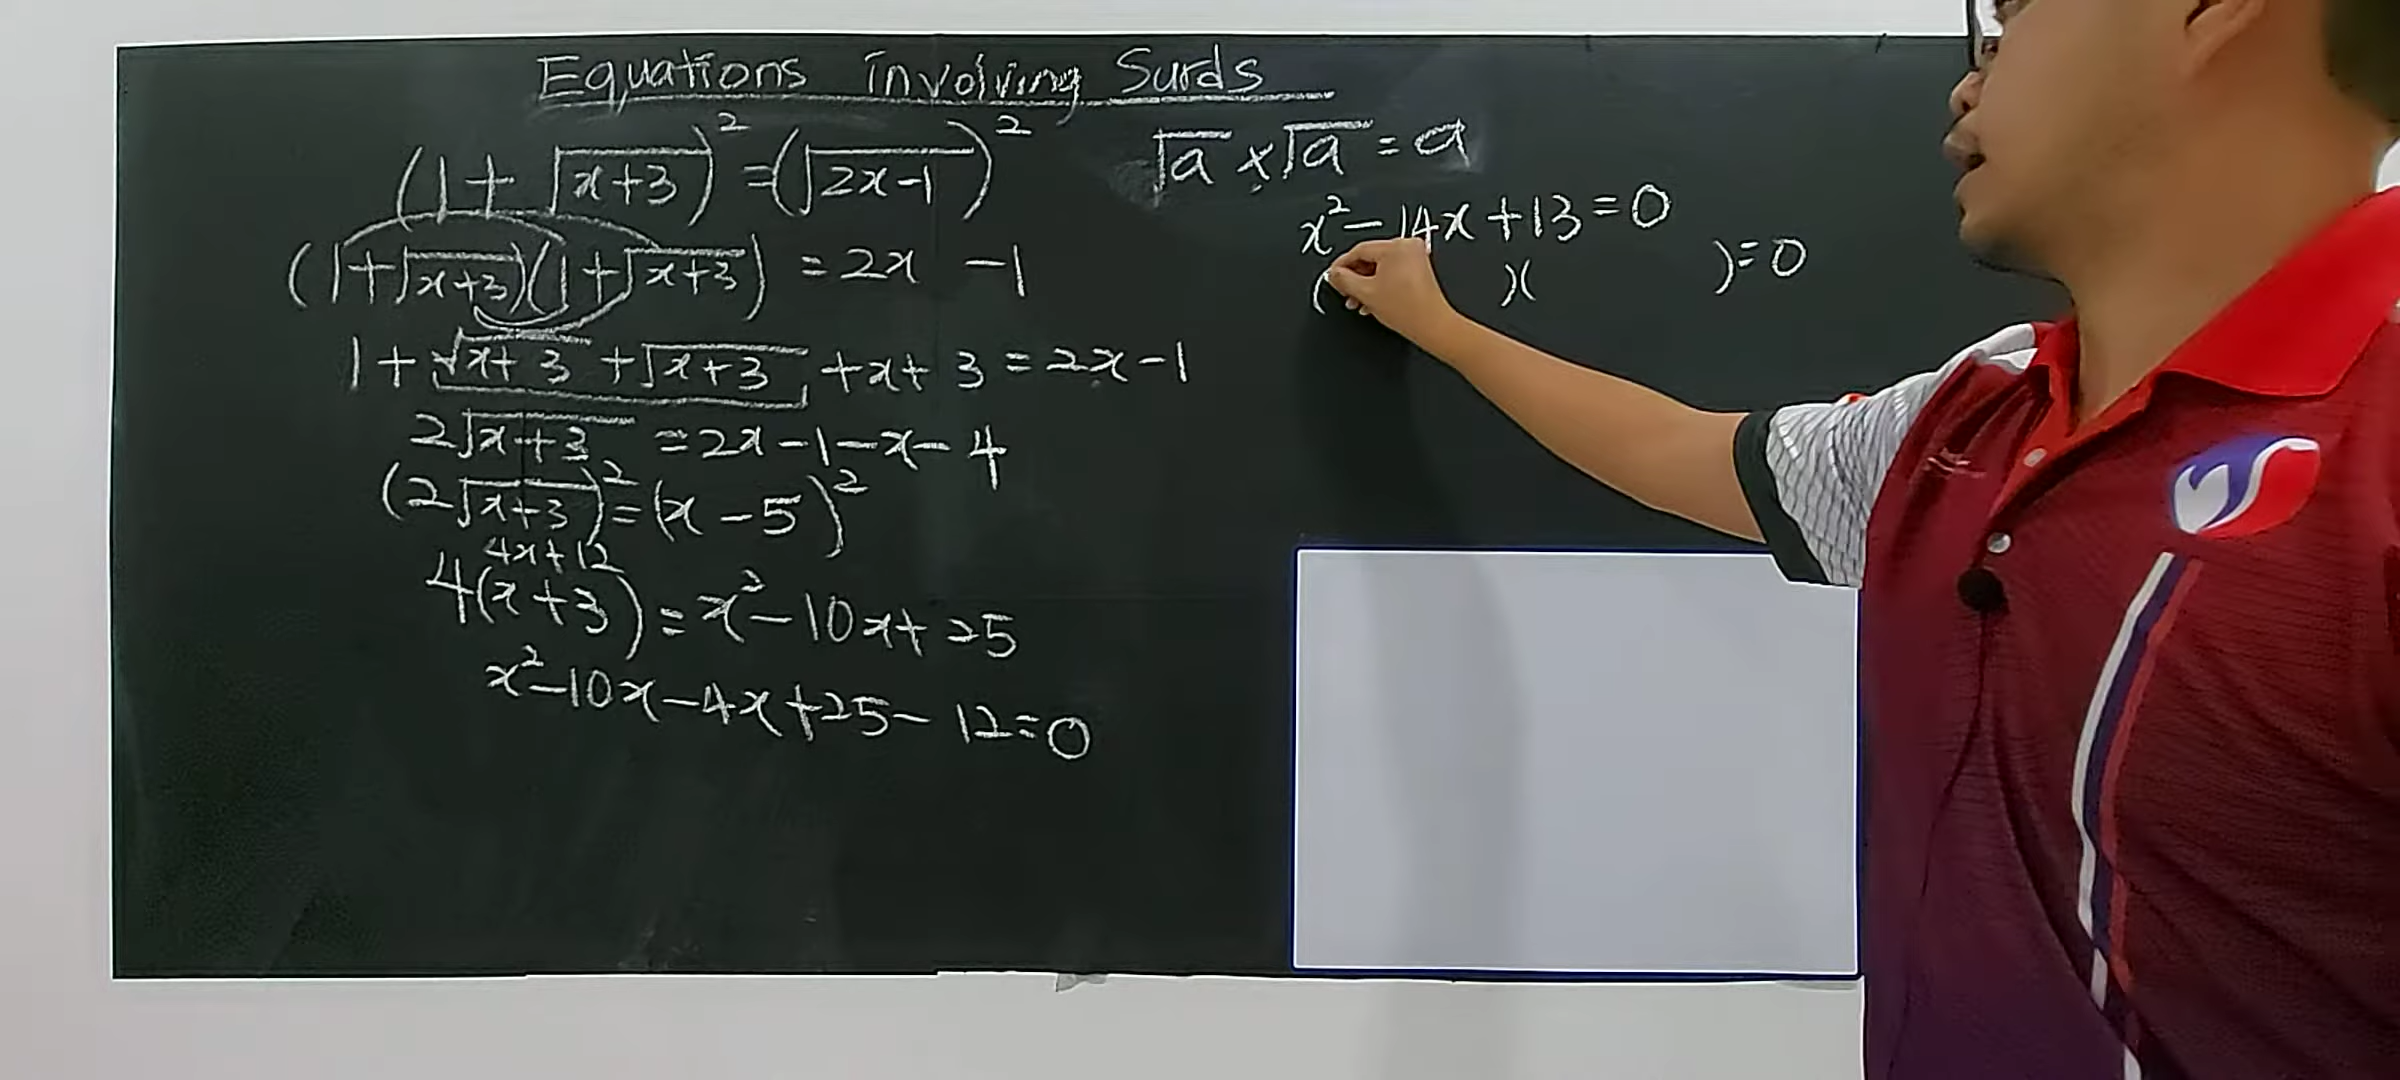 Equations involving Surds
(1 + √(x+3))² = (√(2x-1))²
(1+√(x+3))(1+√(x+3)) = 2x - 1
1 + √(x+3) + √(x+3) + x + 3 = 2x - 1
2√(x+3) = 2x - 1 - x - 4
(2√(x+3))² = (x - 5)²
4x + 12
4(x + 3) = x² - 10x + 25
x² - 10x - 4x + 25 - 12 = 0
√a × √a = a
x² - 14x + 13 = 0
( )( ) = 0